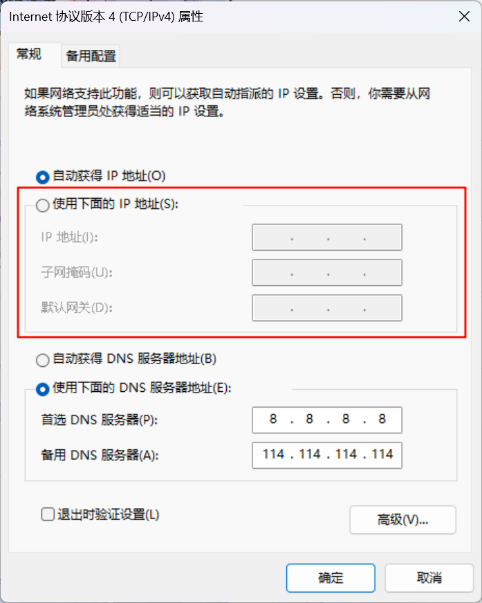 Internet 协议版本 4 (TCP/IPv4) 属性
常规
备用配置
如果网络支持此功能，则可以获取自动指派的 IP 设置。否则，你需要从网
络系统管理员处获得适当的 IP 设置。
自动获得 IP 地址(O)
使用下面的 IP 地址(S):
IP 地址(I):
子网掩码(U):
默认网关(D):
自动获得 DNS 服务器地址(B)
使用下面的 DNS 服务器地址(E):
首选 DNS 服务器(P): 8 . 8 . 8 . 8
备用 DNS 服务器(A): 114 . 114 . 114 . 114
退出时验证设置(L)
高级(V)...
确定 取消